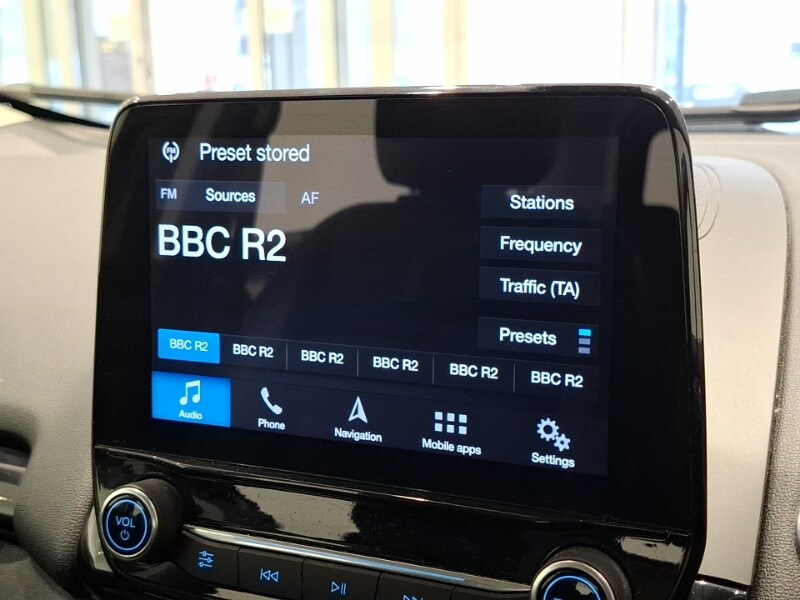 FM Preset stored
FM Sources AF
Stations
BBC R2
Frequency
Traffic (TA)
Presets
BBC R2 BBC R2 BBC R2 BBC R2 BBC R2 BBC R2
Audio Phone Navigation Mobile apps Settings
VOL